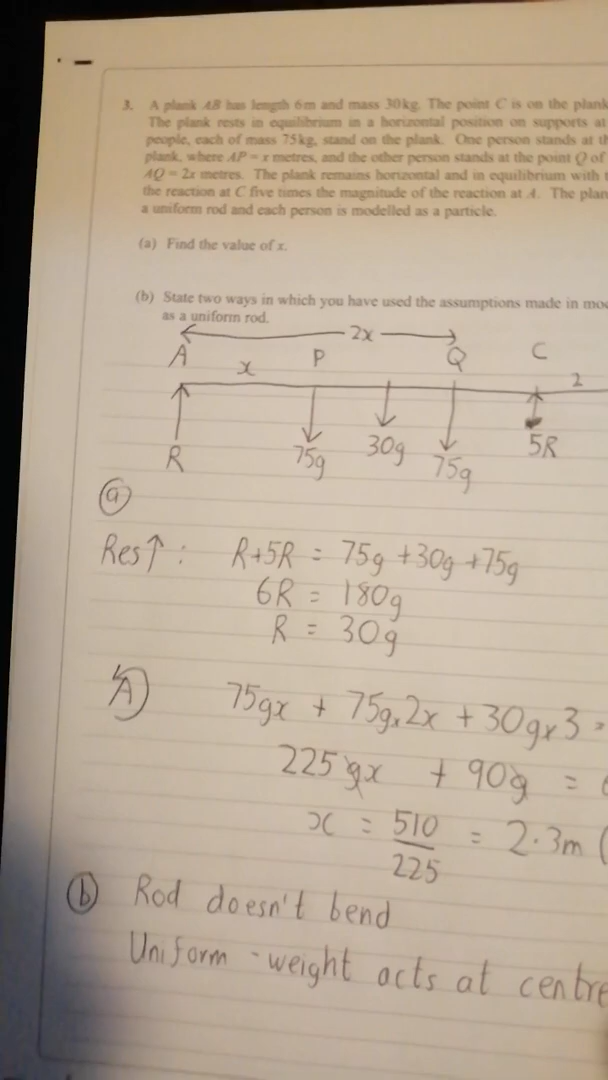 3. A plank AB has length 6m and mass 30kg. The point C is on the plank
The plank rests in equilibrium in a horizontal position on supports at
people, each of mass 75kg, stand on the plank. One person stands at th
plank, where AP = x metres, and the other person stands at the point Q of
AQ = 2x metres. The plank remains horizontal and in equilibrium with
the reaction at C five times the magnitude of the reaction at A. The plan
a uniform rod and each person is modelled as a particle.
(a) Find the value of x.
(b) State two ways in which you have used the assumptions made in mod
as a uniform rod.
2x
A x P Q C 2
R 75g 30g 75g 5R
(a)
Res↑ : R+5R = 75g +30g +75g
6R = 180g
R = 30g
A) 75gx + 75g×2x + 30g×3 =
225gx + 90g =
x = 510/225 = 2.3m (
(b) Rod doesn't bend
Uniform - weight acts at centre